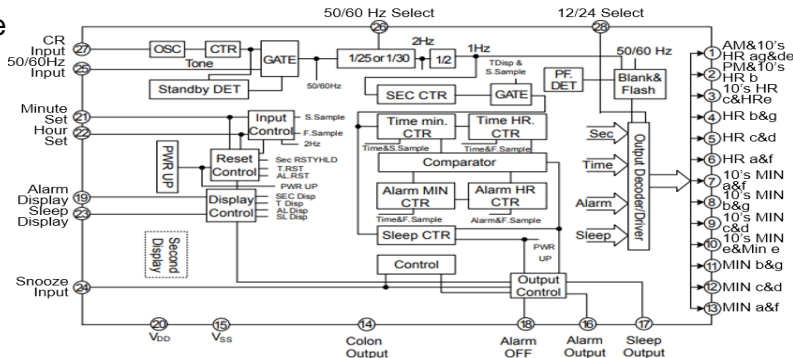 e
50/60 Hz Select
12/24 Select
CR
Input
27
50/60Hz
Input
25
OSC
CTR
Tone
Standby DET
GATE
50/60Hz
26
1/25 or 1/30
2Hz
1/2
1Hz
TDisp &
S.Sample
SEC CTR
GATE
28
50/60 Hz
PF.
DET
Blank&
Flash
Minute
Set
21
Hour
Set
22
Input
Control
S.Sample
F.Sample
2Hz
PWR UP
Reset
Control
Sec RSTYHLD
T.RST
AL.RST
PWR UP
Alarm
Display
19
Sleep
Display
23
Display
Control
SEC Disp
T Disp
AL Disp
SL Disp
Second
Display
Time min.
CTR
Time HR.
CTR
Time&S.Sample
Time&F.Sample
Comparator
Alarm MIN
CTR
Alarm HR
CTR
Time&F.Sample
Alarm&F.Sample
Sleep CTR
PWR
UP
Control
Output
Control
Snooze
Input
24
Sec
Time
Alarm
Sleep
Output Decoder/Driver
1
AM&10's
HR ag&de
2
PM&10's
HR b
3
10's HR
c&HRe
4
HR b&g
5
HR c&d
6
HR a&f
7
10's MIN
a&f
8
10's MIN
b&g
9
10's MIN
c&d
10
10's MIN
e&Min e
11
MIN b&g
12
MIN c&d
13
MIN a&f
20
VDD
15
VSS
14
Colon
Output
18
Alarm
OFF
16
Alarm
Output
17
Sleep
Output